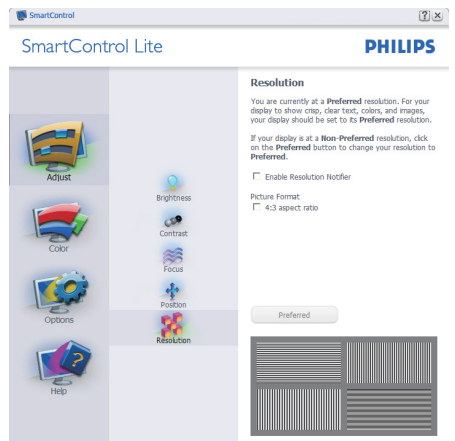 SmartControl
SmartControl Lite
PHILIPS
Adjust
Color
Options
Help
Brightness
Contrast
Focus
Position
Resolution
Resolution
You are currently at a Preferred resolution. For your
display to show crisp, clear text, colors, and images,
your display should be set to its Preferred resolution.
If your display is at a Non-Preferred resolution, click
on the Preferred button to change your resolution to
Preferred.
Enable Resolution Notifier
Picture Format
4:3 aspect ratio
Preferred